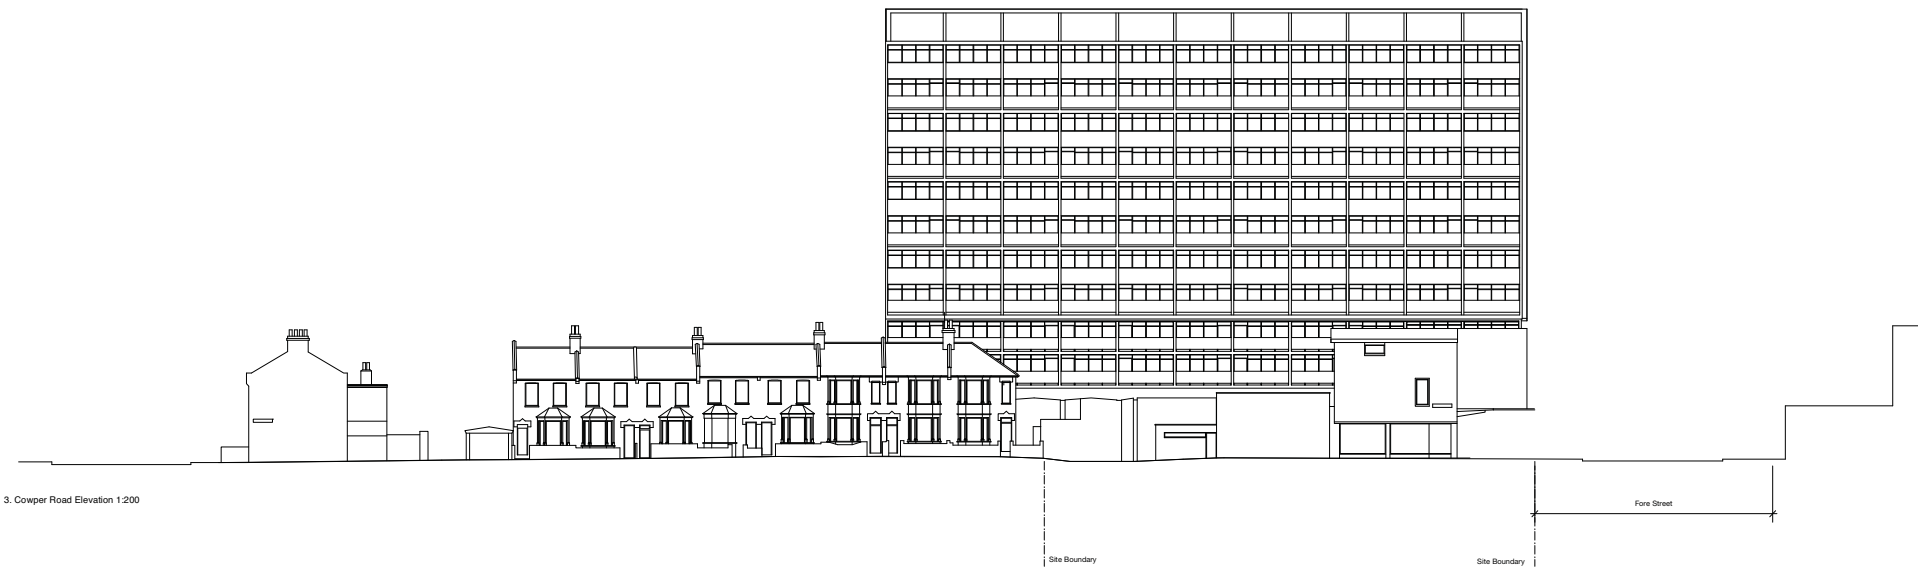 3. Cowper Road Elevation 1:200
Fore Street
Site Boundary
Site Boundary